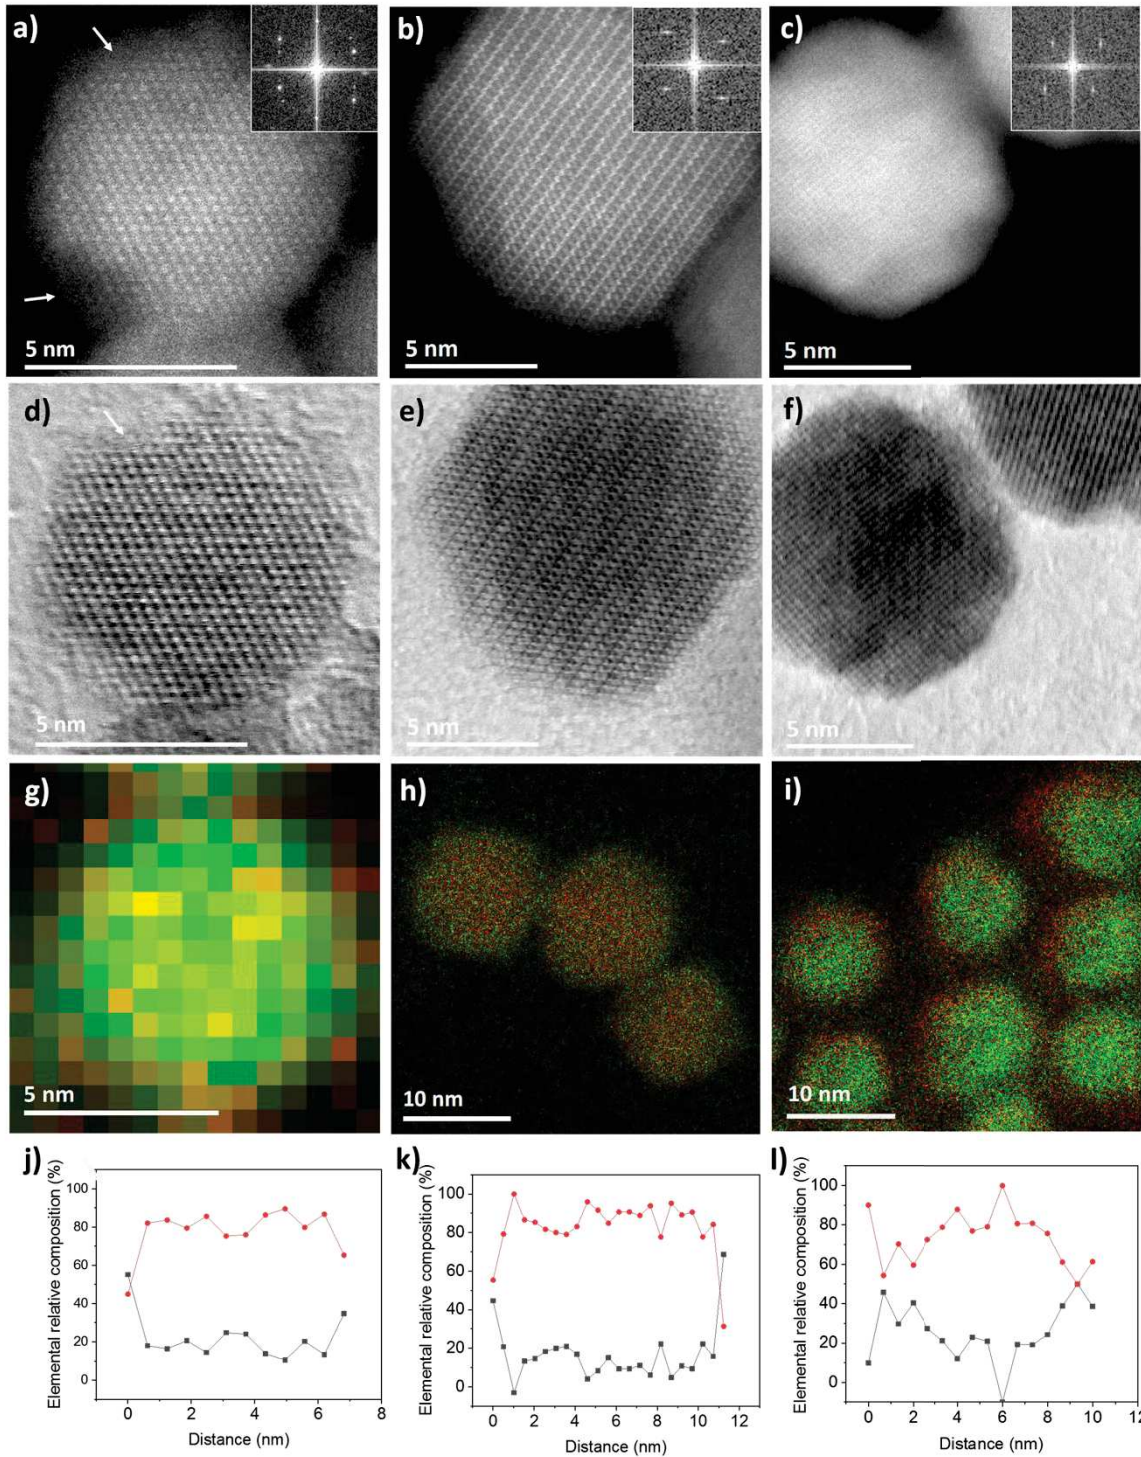 a)
b)
c)
5 nm
5 nm
5 nm
d)
e)
f)
5 nm
5 nm
5 nm
g)
h)
i)
5 nm
10 nm
10 nm
j)
Elemental relative composition (%)
100
80
60
40
20
0
0 2 4 6 8
Distance (nm)
k)
Elemental relative composition (%)
100
80
60
40
20
0
0 2 4 6 8 10 12
Distance (nm)
l)
Elemental relative composition (%)
100
80
60
40
20
0
0 2 4 6 8 10 12
Distance (nm)